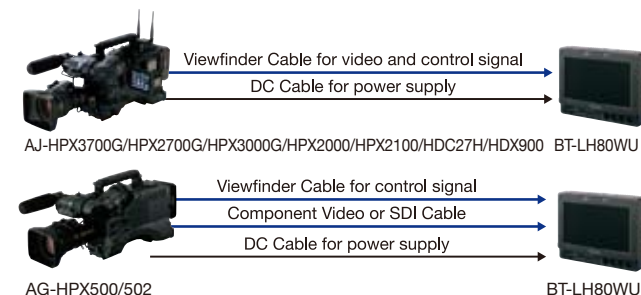 Viewfinder Cable for video and control signal
DC Cable for power supply
AJ-HPX3700G/HPX2700G/HPX3000G/HPX2000/HPX2100/HDC27H/HDX900 BT-LH80WU
Viewfinder Cable for control signal
Component Video or SDI Cable
DC Cable for power supply
AG-HPX500/502 BT-LH80WU